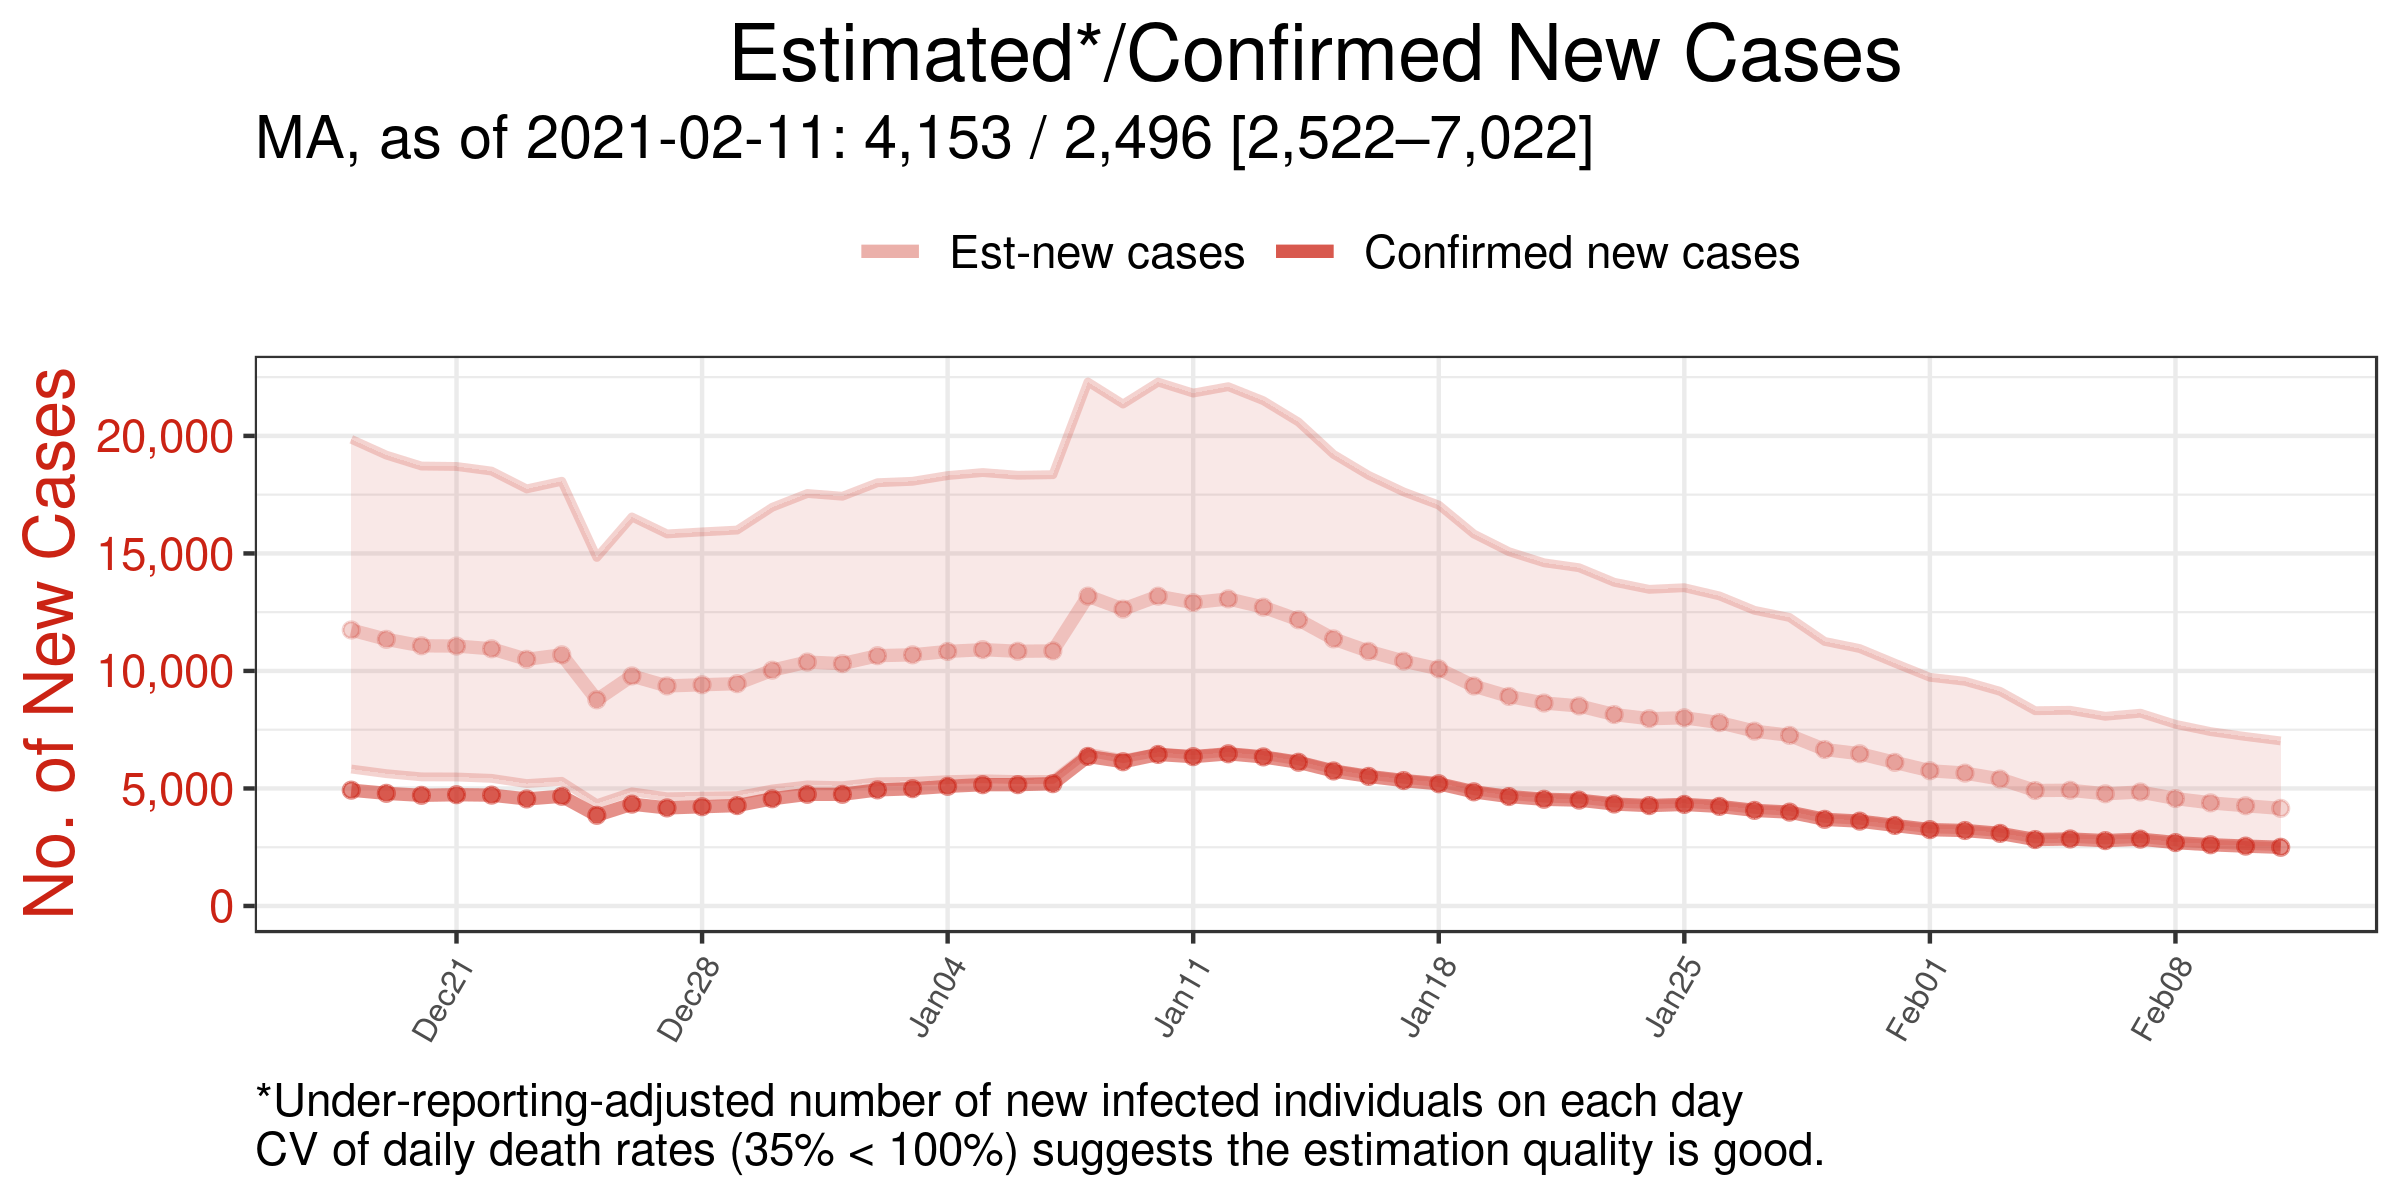 Estimated*/Confirmed New Cases
MA, as of 2021-02-11: 4,153 / 2,496 [2,522–7,022]
Est-new cases
Confirmed new cases
No. of New Cases
20,000
15,000
10,000
5,000
0
Dec21
Dec28
Jan04
Jan11
Jan18
Jan25
Feb01
Feb08
*Under-reporting-adjusted number of new infected individuals on each day
CV of daily death rates (35% < 100%) suggests the estimation quality is good.